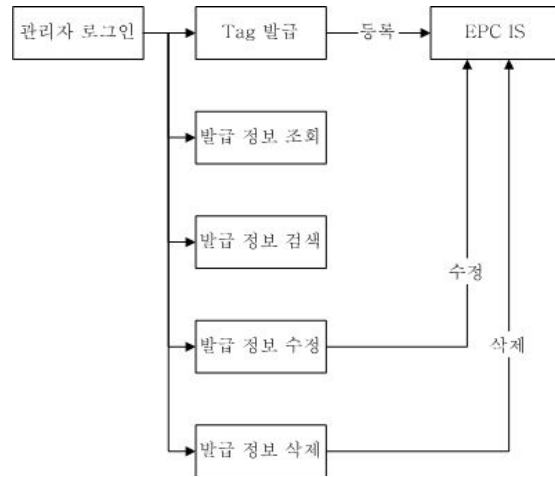 관리자 로그인
Tag 발급
등록
EPC IS
발급 정보 조회
발급 정보 검색
수정
발급 정보 수정
삭제
발급 정보 삭제